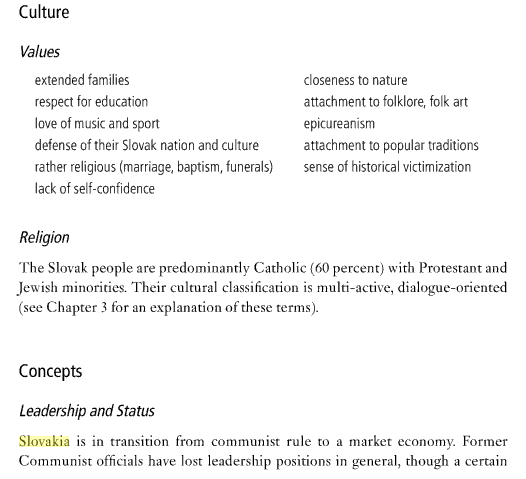 Culture
Values
extended families
respect for education
love of music and sport
defense of their Slovak nation and culture
rather religious (marriage, baptism, funerals)
lack of self-confidence
closeness to nature
attachment to folklore, folk art
epicureanism
attachment to popular traditions
sense of historical victimization
Religion
The Slovak people are predominantly Catholic (60 percent) with Protestant and
Jewish minorities. Their cultural classification is multi-active, dialogue-oriented
(see Chapter 3 for an explanation of these terms).
Concepts
Leadership and Status
Slovakia is in transition from communist rule to a market economy. Former
Communist officials have lost leadership positions in general, though a certain